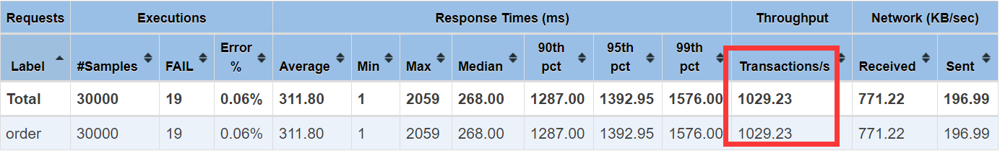 Requests Executions Response Times (ms) Throughput Network (KB/sec)
Label #Samples FAIL Error % Average Min Max Median 90th pct 95th pct 99th pct Transactions/s Received Sent
Total 30000 19 0.06% 311.80 1 2059 268.00 1287.00 1392.95 1576.00 1029.23 771.22 196.99
order 30000 19 0.06% 311.80 1 2059 268.00 1287.00 1392.95 1576.00 1029.23 771.22 196.99